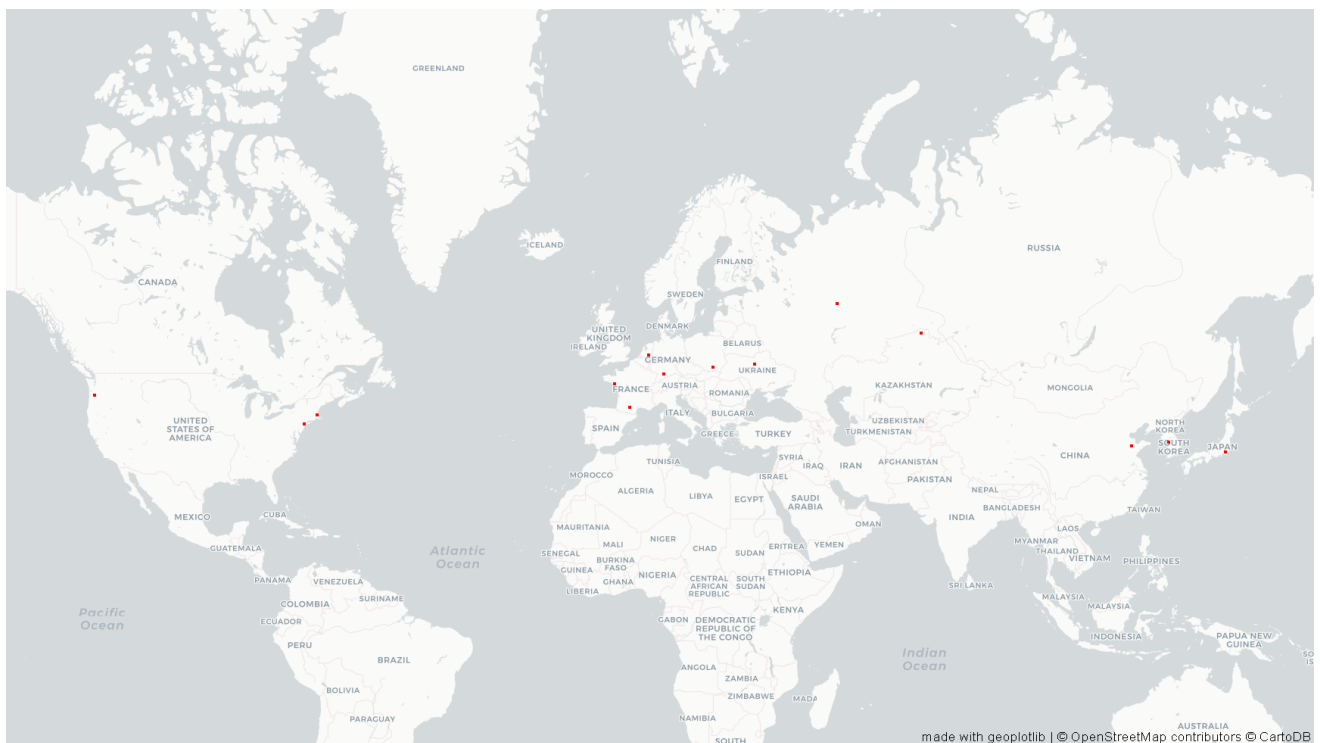 GREENLAND
ICELAND
RUSSIA
FINLAND
CANADA
SWEDEN
UNITED
KINGDOM
DENMARK
IRELAND
BELARUS
GERMANY
UKRAINE
FRANCE
AUSTRIA
KAZAKHSTAN
MONGOLIA
ROMANIA
UNITED
STATES OF
AMERICA
ITALY
BULGARIA
SPAIN
GREECE
TURKEY
UZBEKISTAN
TURKMENISTAN
NORTH
KOREA
SOUTH
KOREA
JAPAN
CHINA
TUNISIA
SYRIA
IRAQ
IRAN
AFGHANISTAN
MOROCCO
ISRAEL
PAKISTAN
ALGERIA
LIBYA
EGYPT
SAUDI
ARABIA
NEPAL
BANGLADESH
TAIWAN
MEXICO
CUBA
INDIA
OMAN
MAURITANIA
LAOS
GUATEMALA
Atlantic
Ocean
MALI
NIGER
CHAD
SUDAN
ERITREA
YEMEN
MYANMAR
THAILAND
VIETNAM
PHILIPPINES
SENEGAL
GUINEA
BURKINA
FASO
GHANA
NIGERIA
CENTRAL
AFRICAN
REPUBLIC
SOUTH
SUDAN
ETHIOPIA
SRI LANKA
PANAMA
VENEZUELA
LIBERIA
MALAYSIA
MALAYSIA
COLOMBIA
SURINAME
Pacific
Ocean
ECUADOR
GABON
DEMOCRATIC
REPUBLIC OF
THE CONGO
KENYA
INDONESIA
PAPUA NEW
GUINEA
PERU
BRAZIL
Indian
Ocean
SO
IS
ANGOLA
ZAMBIA
BOLIVIA
ZIMBABWE
MADA
PARAGUAY
NAMIBIA
AUSTRALIA
SOUTH
made with geoplotlib | © OpenStreetMap contributors © CartoDB